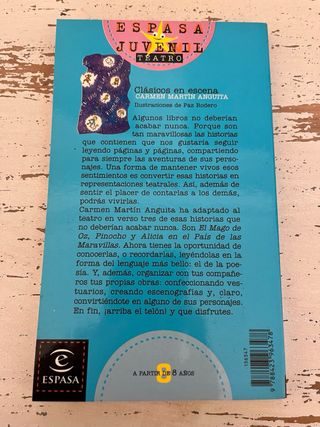 ESPASA
JUVENIL
TEATRO
Clásicos en escena
CARMEN MARTÍN ANGUITA
Ilustraciones de Paz Rodero
Algunos libros no deberían
acabar nunca. Porque son
tan maravillosas las historias
que contienen que nos gustaría seguir
leyendo páginas y páginas, compartiendo
para siempre las aventuras de sus perso-
najes. Una forma de mantener vivos esos
sentimientos es convertir esas historias en
representaciones teatrales. Así, además de
sentir el placer de contarlas a los demás,
podrás vivirlas.
Carmen Martín Anguita ha adaptado al
teatro en verso tres de esas historias que
no deberían acabar nunca. Son El Mago de
Oz, Pinocho y Alicia en el País de las
Maravillas. Ahora tienes la oportunidad de
conocerlas, o recordarlas, leyéndolas en la
forma del lenguaje más bello: el de la poe-
sía. Y, además, organizar con tus compañe-
ros tus propias obras: confeccionando ves-
tuarios, creando escenografías y, claro,
convirtiéndote en alguno de sus personajes.
En fin, ¡arriba el telón! y que disfrutes.
e
ESPASA
A PARTIR DE 8 AÑOS
9 788423 963478